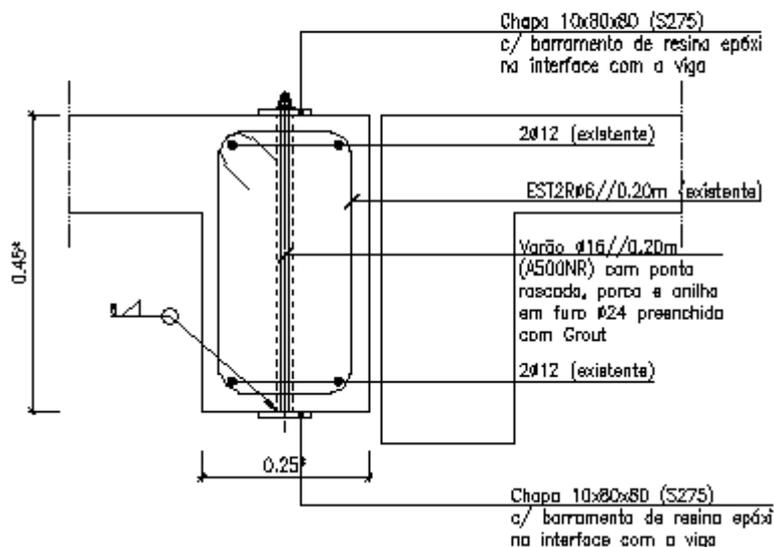 Chapa 10x80x80 (S275)
c/ barramento de resina epóxi
na interface com a viga
2Ø12 (existente)
EST2RØ6//0.20m (existente)
Varão Ø16//0.20m
(A500NR) com ponta
roscada, porca e anilha
em furo Ø24 preenchido
com Grout
2Ø12 (existente)
0.45*
0.25*
Chapa 10x80x80 (S275)
c/ barramento de resina epóxi
na interface com a viga